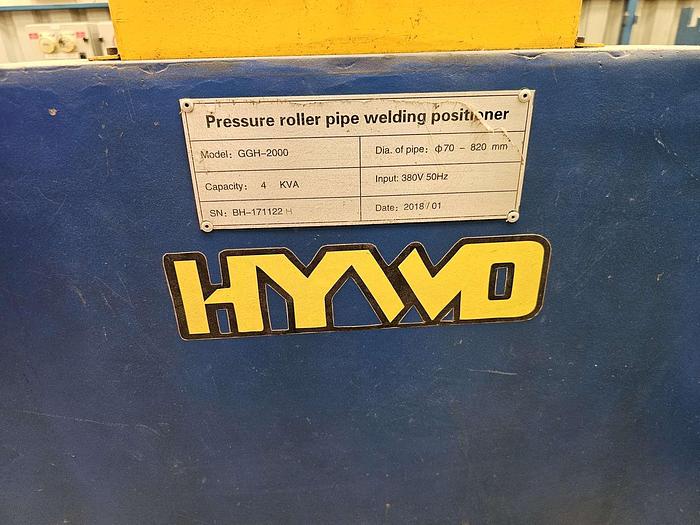 Pressure roller pipe welding positioner
Model: GGH-2000
Dia. of pipe: φ70 - 820 mm
Capacity: 4 KVA
Input: 380V 50Hz
SN: BH-171122 H
Date: 2018/01
HYWO